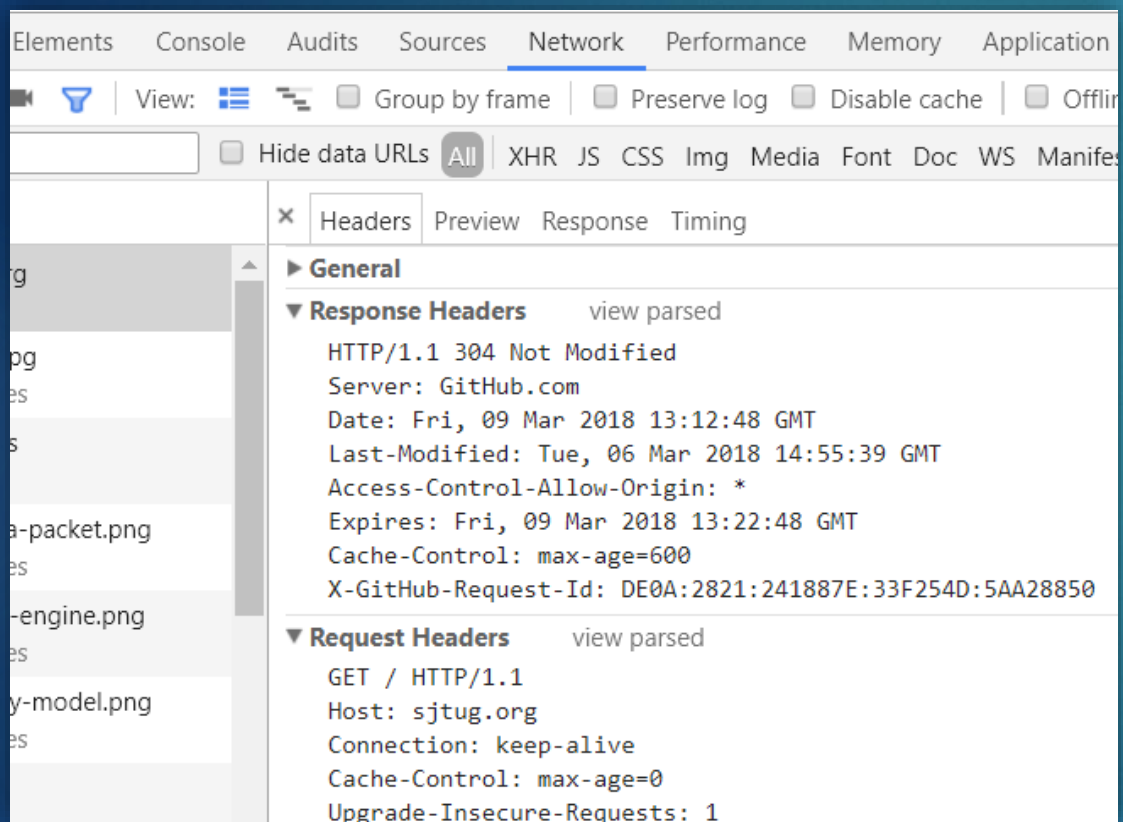 Elements Console Audits Sources Network Performance Memory Application
View: Group by frame Preserve log Disable cache
Hide data URLs All XHR JS CSS Img Media Font Doc WS
× Headers Preview Response Timing
rg
pg
es
s
a-packet.png
es
-engine.png
es
y-model.png
es
▶ General
▼ Response Headers view parsed
HTTP/1.1 304 Not Modified
Server: GitHub.com
Date: Fri, 09 Mar 2018 13:12:48 GMT
Last-Modified: Tue, 06 Mar 2018 14:55:39 GMT
Access-Control-Allow-Origin: *
Expires: Fri, 09 Mar 2018 13:22:48 GMT
Cache-Control: max-age=600
X-GitHub-Request-Id: DE0A:2821:241887E:33F254D:5AA28850
▼ Request Headers view parsed
GET / HTTP/1.1
Host: sjtug.org
Connection: keep-alive
Cache-Control: max-age=0
Upgrade-Insecure-Requests: 1